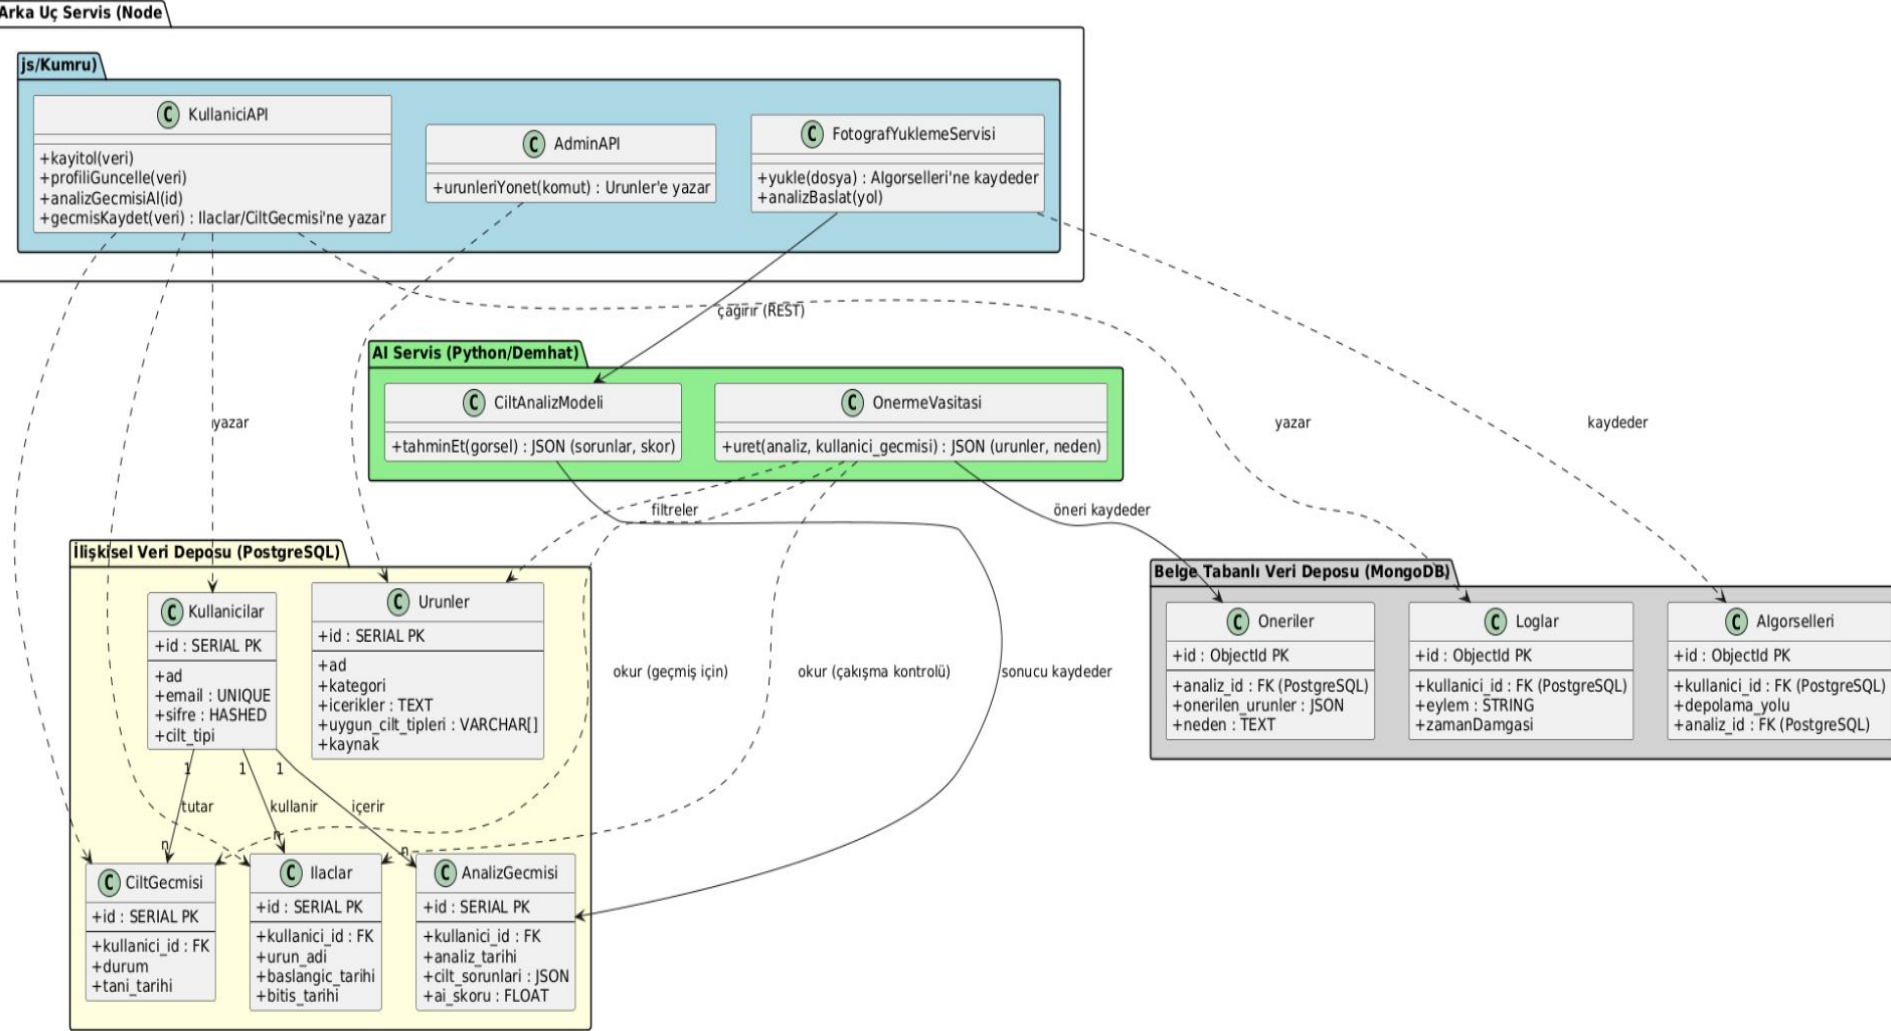 Arka Uç Servis (Node
js/Kumru)
C KullaniciAPI
+kayitol(veri)
+profiliGuncelle(veri)
+analizGecmisiAl(id)
+gecmisKaydet(veri) : Ilaclar/CiltGecmisi'ne yazar
C AdminAPI
+urunleriYonet(komut) : Urunler'e yazar
C FotografYuklemeServisi
+yukle(dosya) : AIgorselleri'ne kaydeder
+analizBaslat(yol)
çağırır (REST)
AI Servis (Python/Demhat)
C CiltAnalizModeli
+tahminEt(gorsel) : JSON (sorunlar, skor)
C OnermeVasitasi
+uret(analiz, kullanici_gecmisi) : JSON (urunler, neden)
yazar
yazar
kaydeder
filtreler
öneri kaydeder
İlişkisel Veri Deposu (PostgreSQL)
C Kullanicilar
+id : SERIAL PK
+ad
+email : UNIQUE
+sifre : HASHED
+cilt_tipi
C Urunler
+id : SERIAL PK
+ad
+kategori
+icerikler : TEXT
+uygun_cilt_tipleri : VARCHAR[]
+kaynak
okur (geçmiş için)
okur (çakışma kontrolü)
sonucu kaydeder
Belge Tabanlı Veri Deposu (MongoDB)
C Oneriler
+id : ObjectId PK
+analiz_id : FK (PostgreSQL)
+onerilen_urunler : JSON
+neden : TEXT
C Loglar
+id : ObjectId PK
+kullanici_id : FK (PostgreSQL)
+eylem : STRING
+zamanDamgasi
C AIgorselleri
+id : ObjectId PK
+kullanici_id : FK (PostgreSQL)
+depolama_yolu
+analiz_id : FK (PostgreSQL)
1
1
1
tutar
kullanir
içerir
n
n
n
C CiltGecmisi
+id : SERIAL PK
+kullanici_id : FK
+durum
+tani_tarihi
C Ilaclar
+id : SERIAL PK
+kullanici_id : FK
+urun_adi
+baslangic_tarihi
+bitis_tarihi
C AnalizGecmisi
+id : SERIAL PK
+kullanici_id : FK
+analiz_tarihi
+cilt_sorunlari : JSON
+ai_skoru : FLOAT